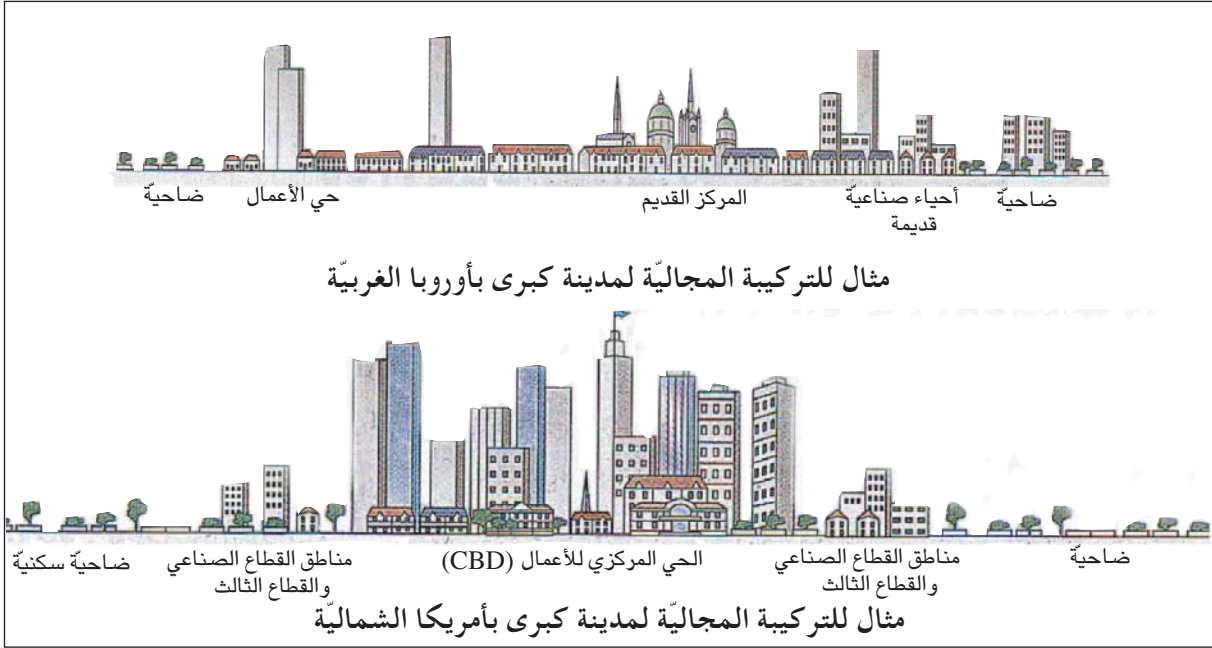 ضاحيّة
أحياء صناعيّة
قديمة
المركز القديم
حي الأعمال
ضاحيّة
مثال للتركيبة المجاليّة لمدينة كبرى بأوروبا الغربيّة
ضاحيّة
مناطق القطاع الصناعي
والقطاع الثالث
الحي المركزي للأعمال (CBD)
مناطق القطاع الصناعي
والقطاع الثالث
ضاحيّة سكنيّة
مثال للتركيبة المجاليّة لمدينة كبرى بأمريكا الشماليّة